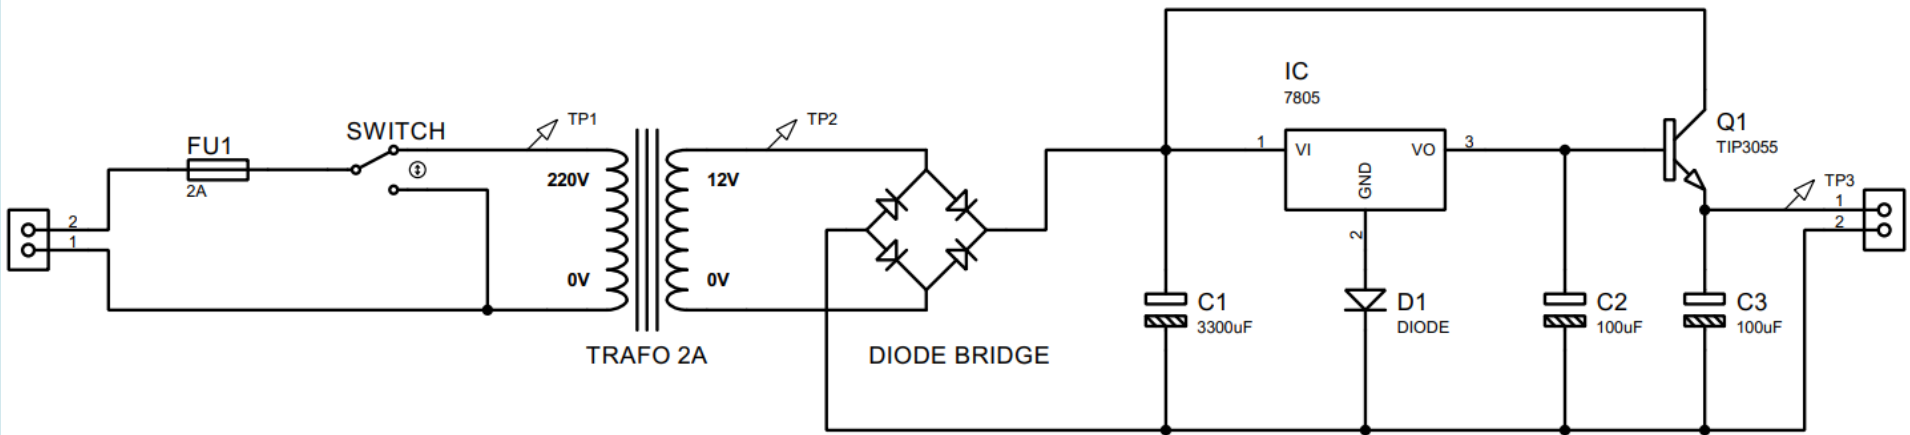 FU1
2A
SWITCH
TP1
220V
0V
TRAFO 2A
12V
0V
TP2
DIODE BRIDGE
2
1
C1
3300uF
IC
7805
1
VI
VO
3
GND
2
D1
DIODE
C2
100uF
Q1
TIP3055
C3
100uF
TP3
1
2